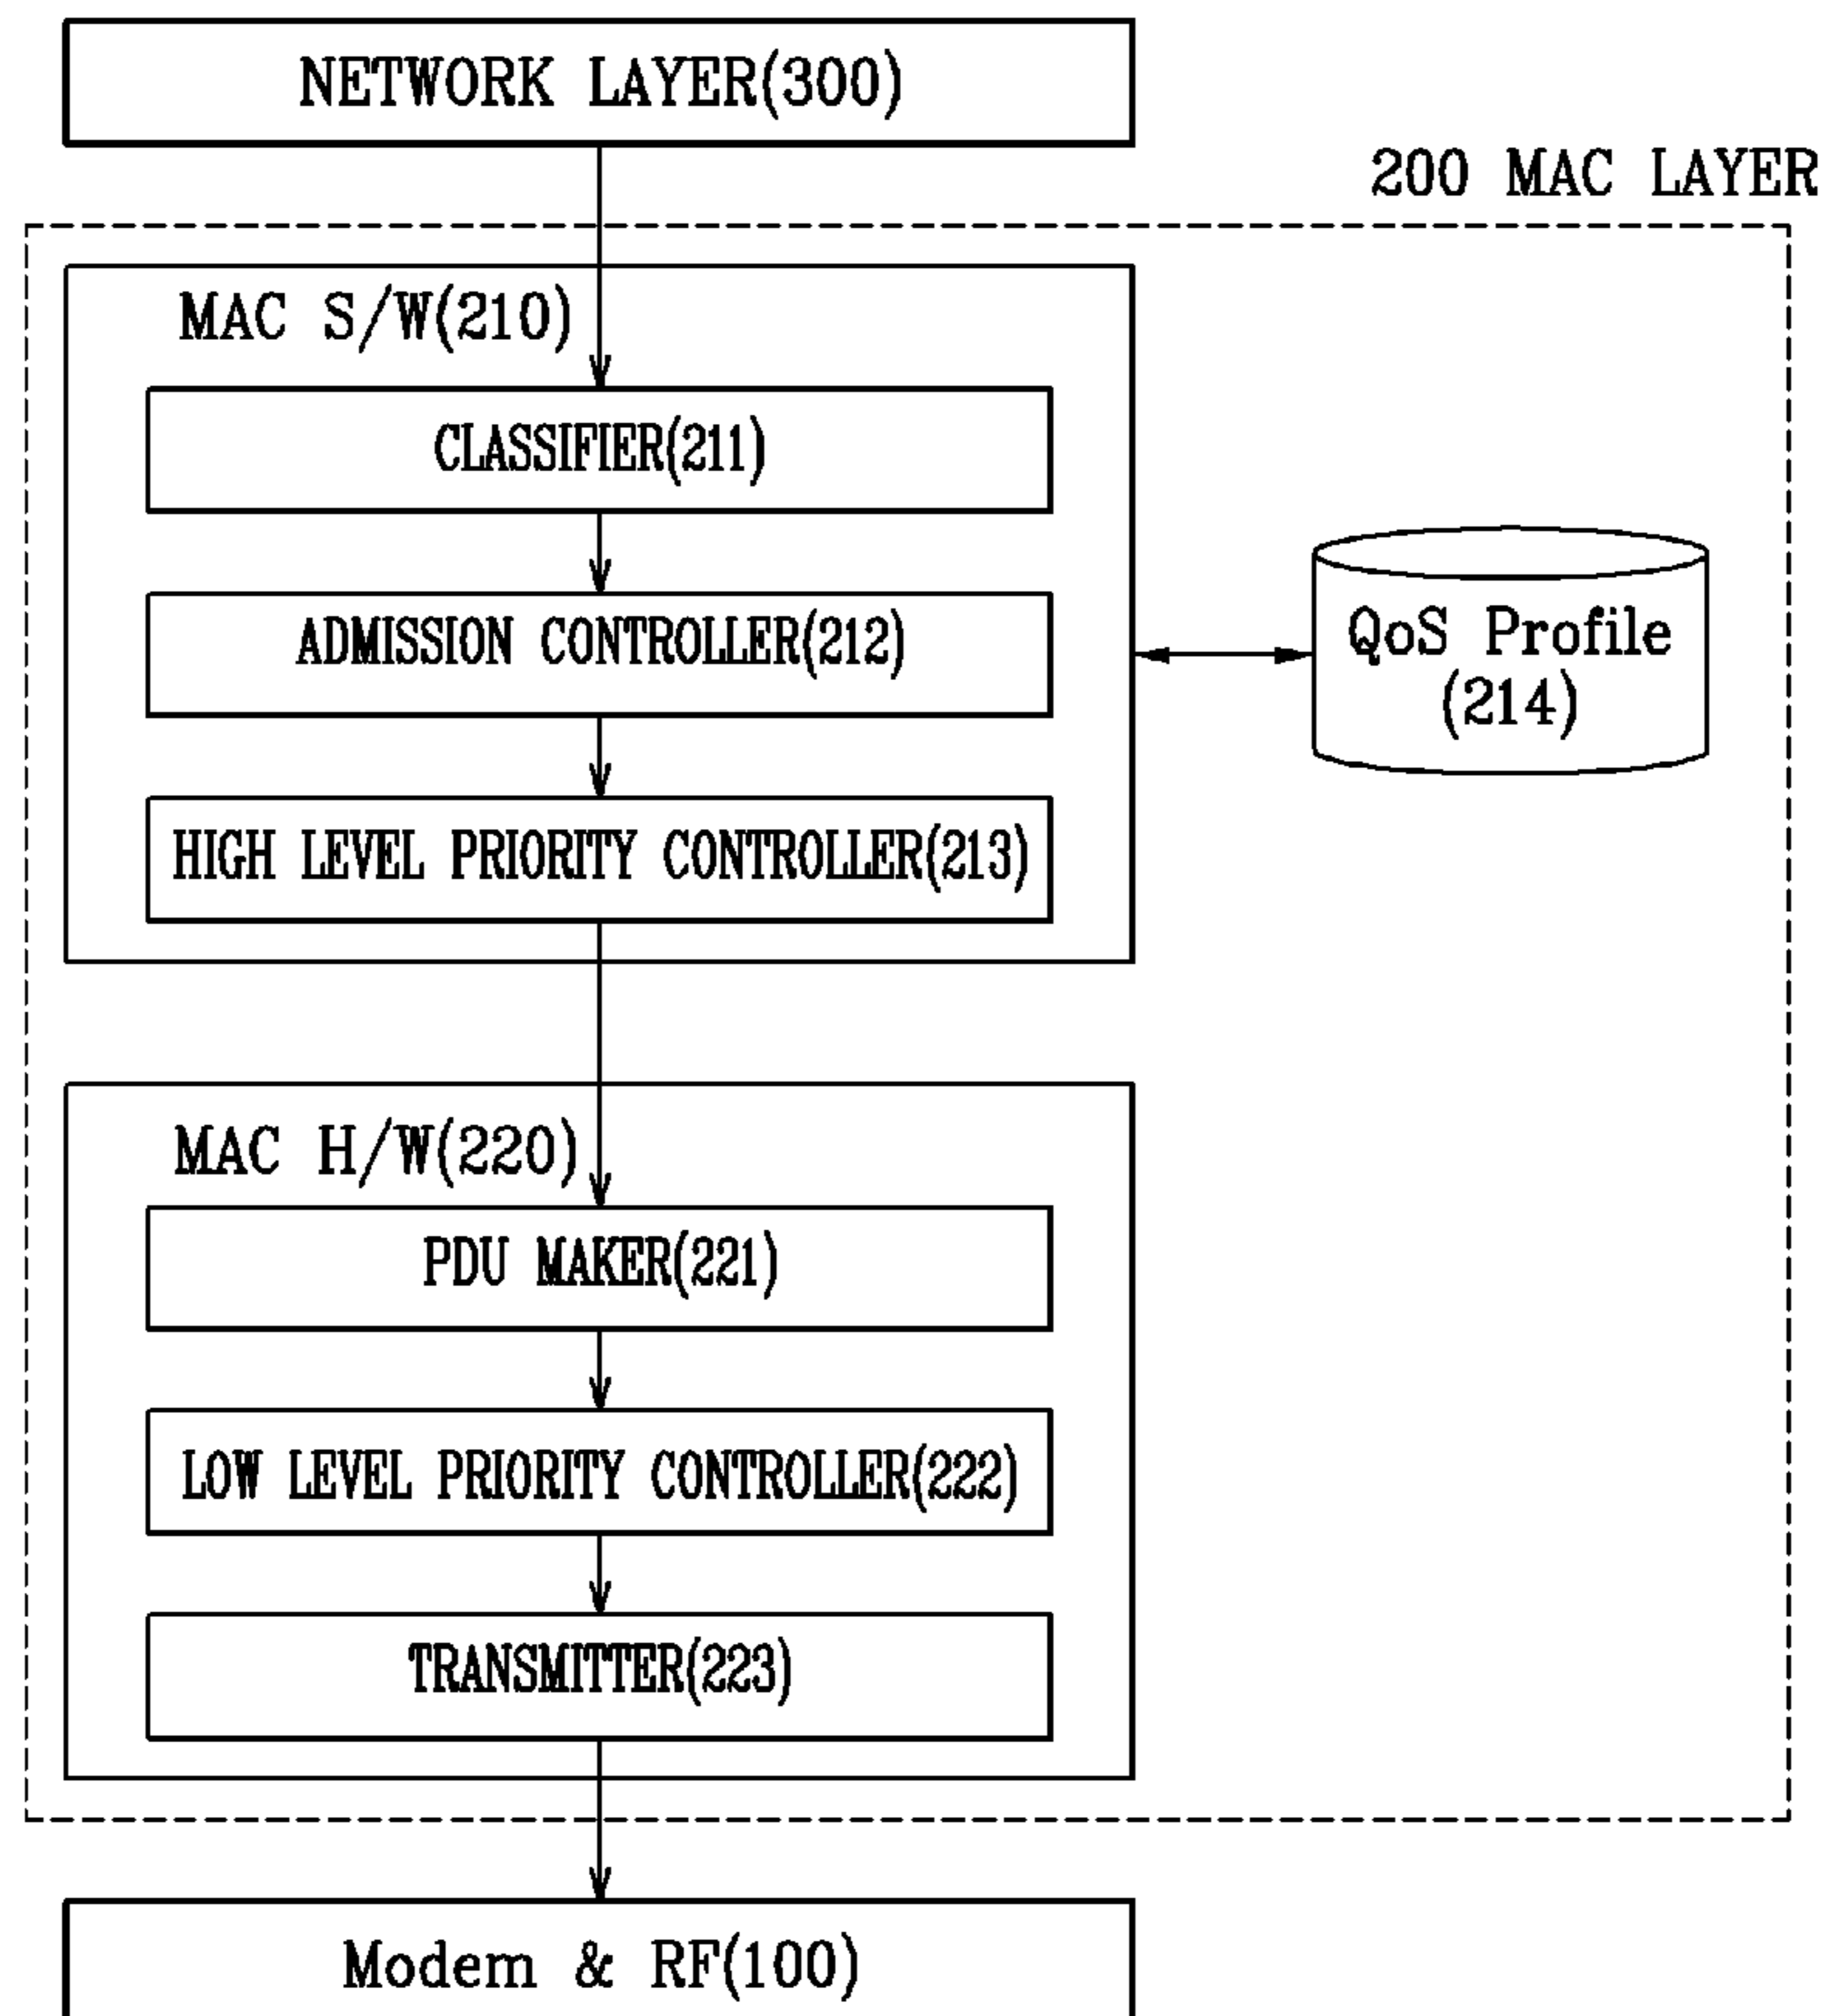 NETWORK LAYER(300)
200 MAC LAYER
MAC S/W(210)
CLASSIFIER(211)
ADMISSION CONTROLLER(212)
QoS Profile
(214)
HIGH LEVEL PRIORITY CONTROLLER(213)
MAC H/W(220)
PDU MAKER(221)
LOW LEVEL PRIORITY CONTROLLER(222)
TRANSMITTER(223)
Modem & RF(100)